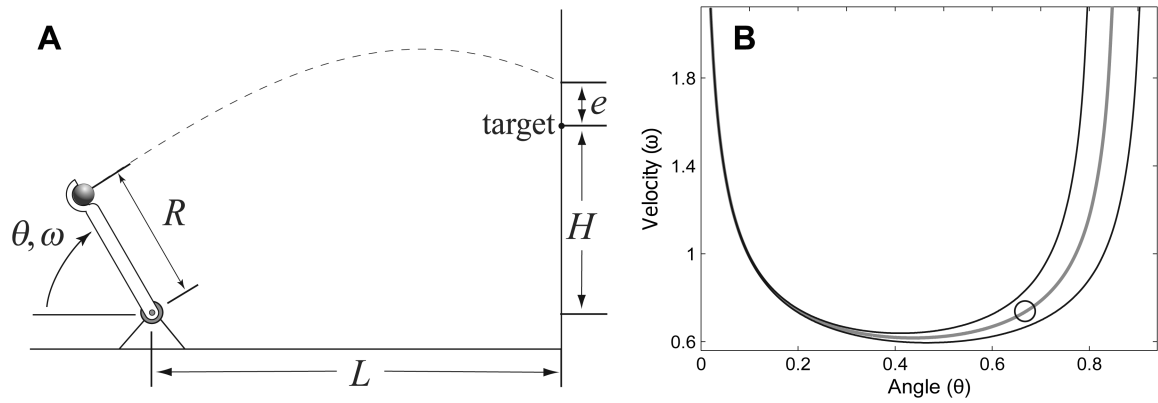 A
e
target
R
θ, ω
H
L
B
Velocity (ω)
1.8
1.4
1
0.6
0
0.2
0.4
0.6
0.8
Angle (θ)